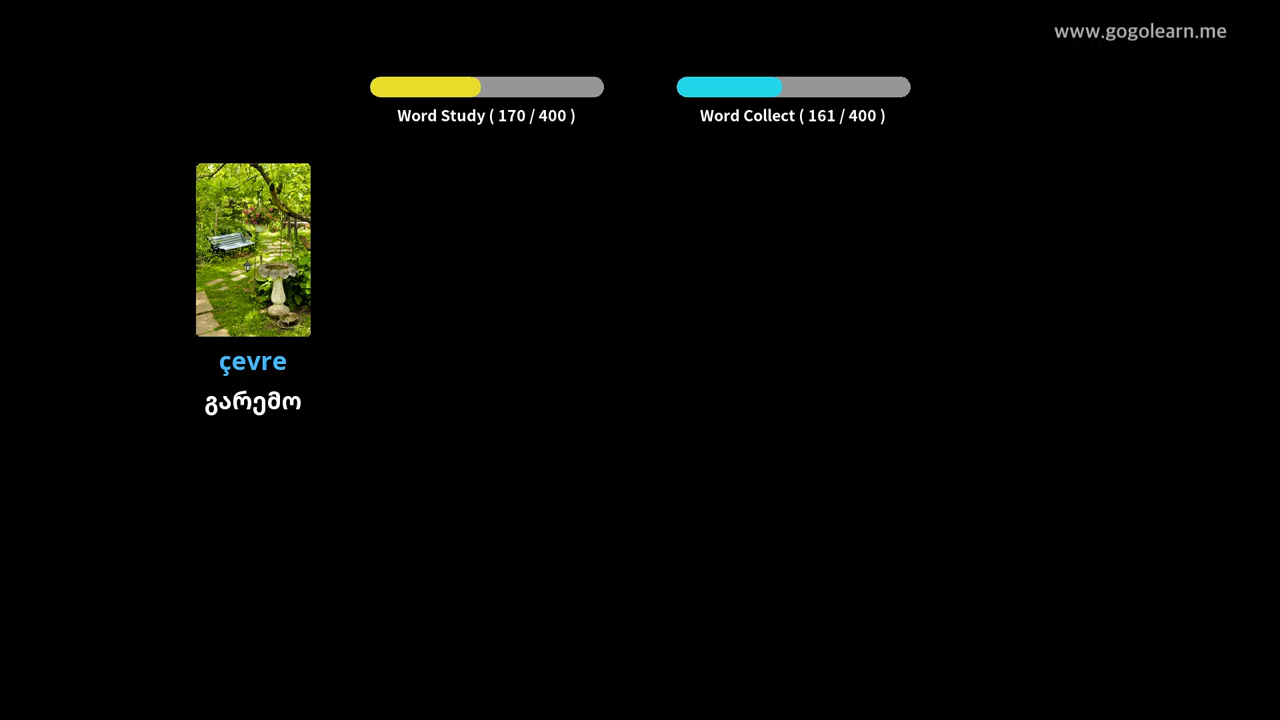 www.gogolearn.me
Word Study ( 170 / 400 )
Word Collect ( 161 / 400 )
çevre
გარემო